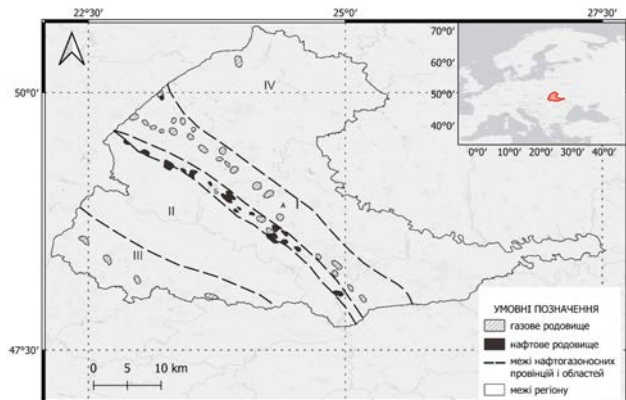 22°30' 25°0' 27°30'
70°0'
60°0'
50°0'
40°0'
0°0' 10°0' 20°0' 30°0' 40°0'
50°0'
IV
I
A
II
III
47°30'
0 5 10 km
УМОВНІ ПОЗНАЧЕННЯ
газове родовище
нафтове родовище
межі нафтогазоносних
провінцій і областей
межі регіону